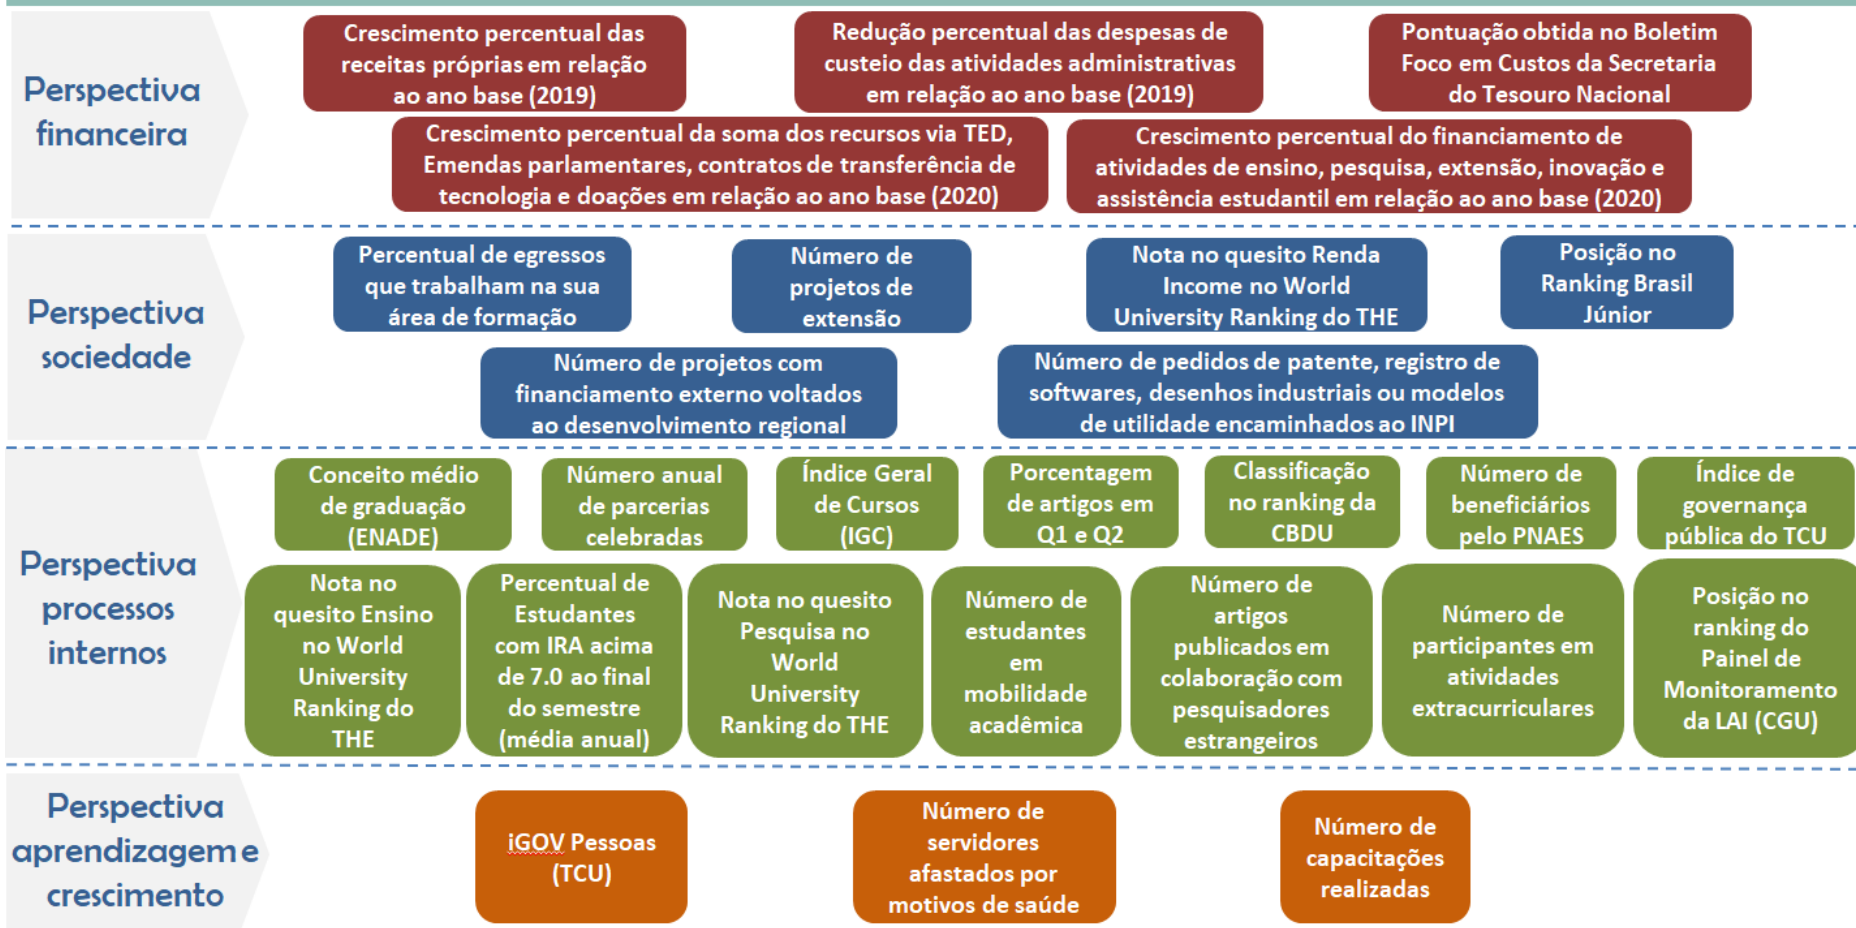 Perspectiva
financeira
Crescimento percentual das
receitas próprias em relação
ao ano base (2019)
Redução percentual das despesas de
custeio das atividades administrativas
em relação ao ano base (2019)
Pontuação obtida no Boletim
Foco em Custos da Secretaria
do Tesouro Nacional
Crescimento percentual da soma dos recursos via TED,
Emendas parlamentares, contratos de transferência de
tecnologia e doações em relação ao ano base (2020)
Crescimento percentual do financiamento de
atividades de ensino, pesquisa, extensão, inovação e
assistência estudantil em relação ao ano base (2020)
Perspectiva
sociedade
Percentual de egressos
que trabalham na sua
área de formação
Número de
projetos de
extensão
Nota no quesito Renda
Income no World
University Ranking do THE
Posição no
Ranking Brasil
Júnior
Número de projetos com
financiamento externo voltados
ao desenvolvimento regional
Número de pedidos de patente, registro de
softwares, desenhos industriais ou modelos
de utilidade encaminhados ao INPI
Perspectiva
processos
internos
Conceito médio
de graduação
(ENADE)
Número anual
de parcerias
celebradas
Índice Geral
de Cursos
(IGC)
Porcentagem
de artigos em
Q1 e Q2
Classificação
no ranking da
CBDU
Número de
beneficiários
pelo PNAES
Índice de
governança
pública do TCU
Nota no
quesito Ensino
no World
University
Ranking do
THE
Percentual de
Estudantes
com IRA acima
de 7.0 ao final
do semestre
(média anual)
Nota no quesito
Pesquisa no
World
University
Ranking do THE
Número de
estudantes
em
mobilidade
acadêmica
Número de
artigos
publicados em
colaboração com
pesquisadores
estrangeiros
Número de
participantes em
atividades
extracurriculares
Posição no
ranking do
Painel de
Monitoramento
da LAI (CGU)
Perspectiva
aprendizagem e
crescimento
iGOV Pessoas
(TCU)
Número de
servidores
afastados por
motivos de saúde
Número de
capacitações
realizadas